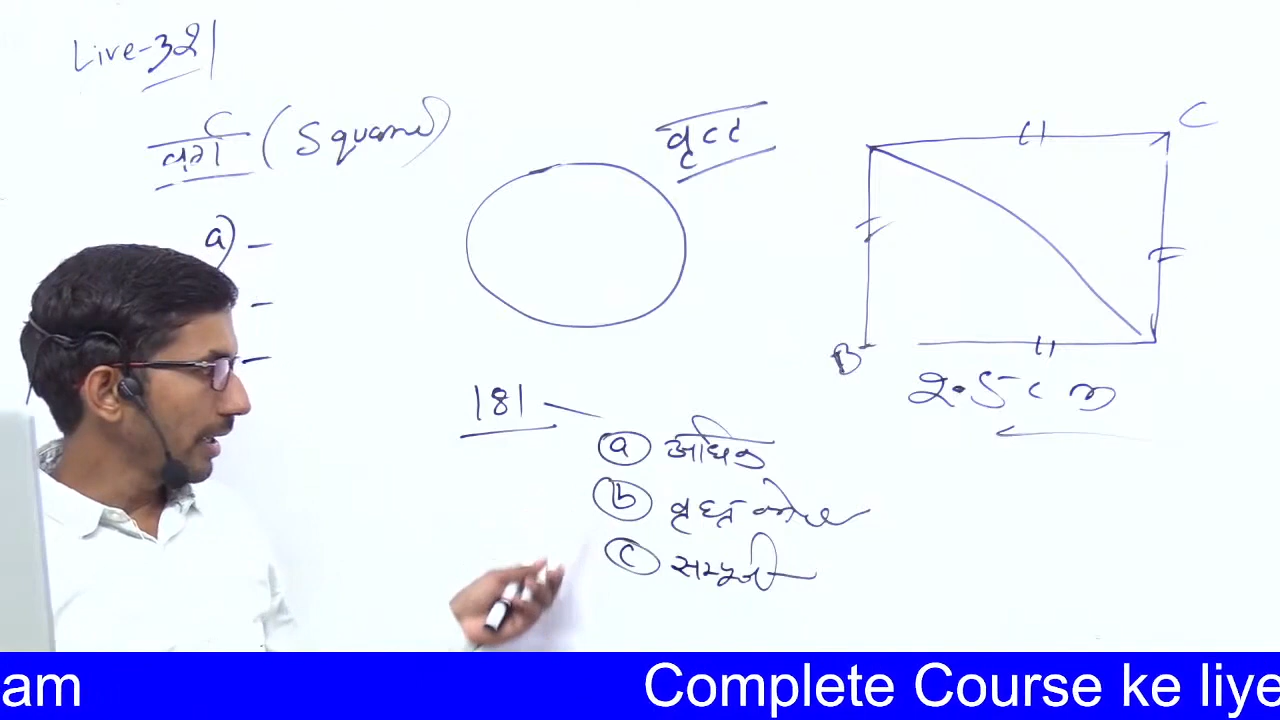 Live-321
वर्ग (Square)
वृत्त
C
a) -
-
-
B
2.5 cm
181
(a) अधिक
(b) वृहत् कोण
(c) सम्पूर्ण
am Complete Course ke liye